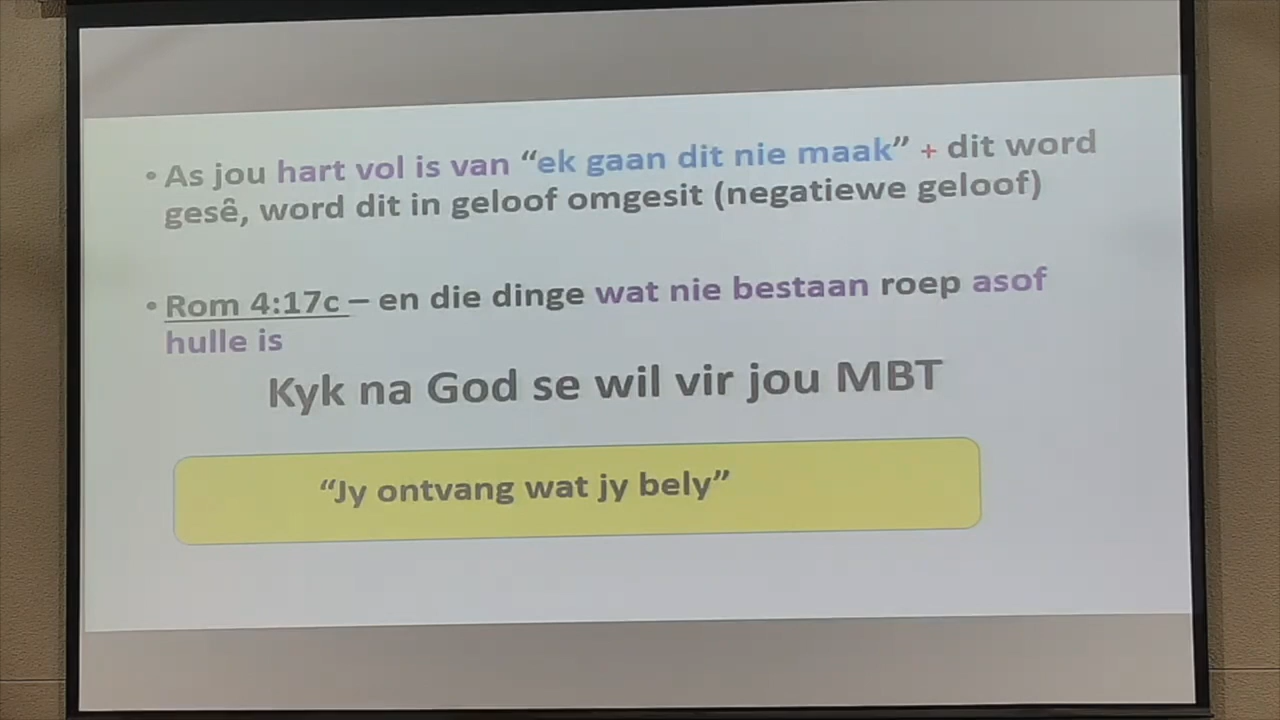 • As jou hart vol is van “ek gaan dit nie maak” + dit word
gesê, word dit in geloof omgesit (negatiewe geloof)
• Rom 4:17c – en die dinge wat nie bestaan roep asof
hulle is
Kyk na God se wil vir jou MBT
“Jy ontvang wat jy bely”